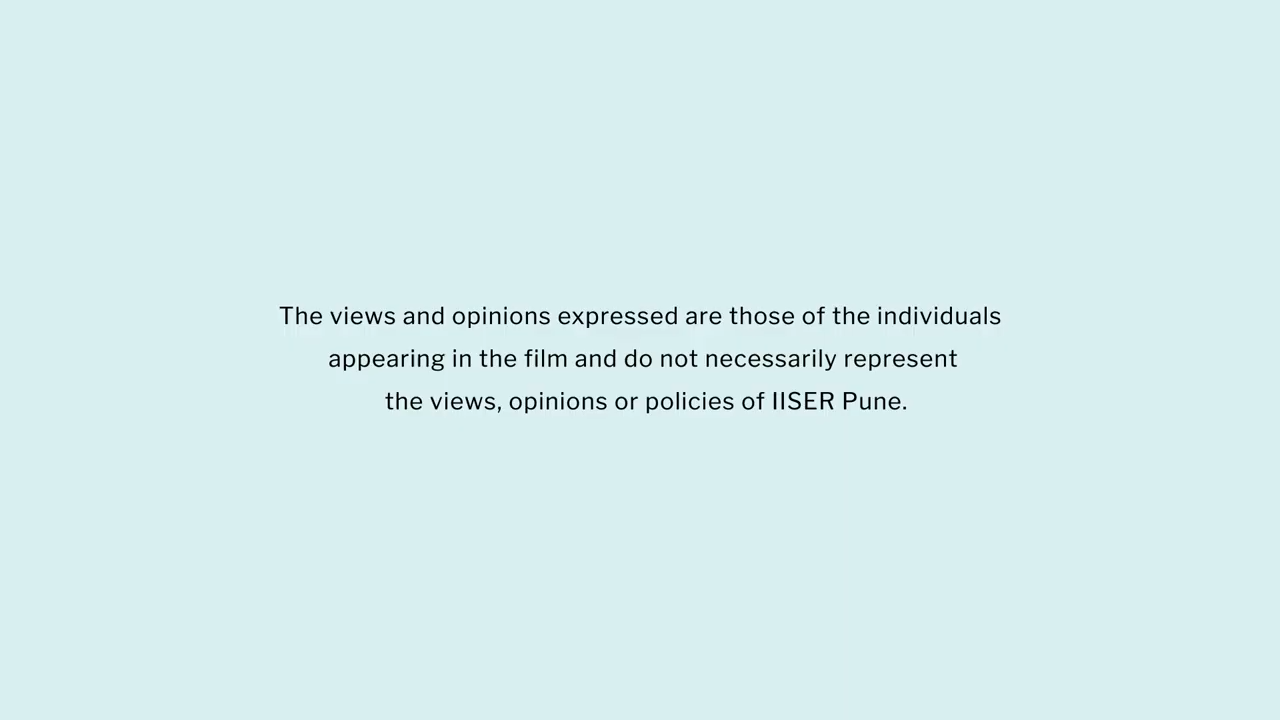 The views and opinions expressed are those of the individuals
appearing in the film and do not necessarily represent
the views, opinions or policies of IISER Pune.